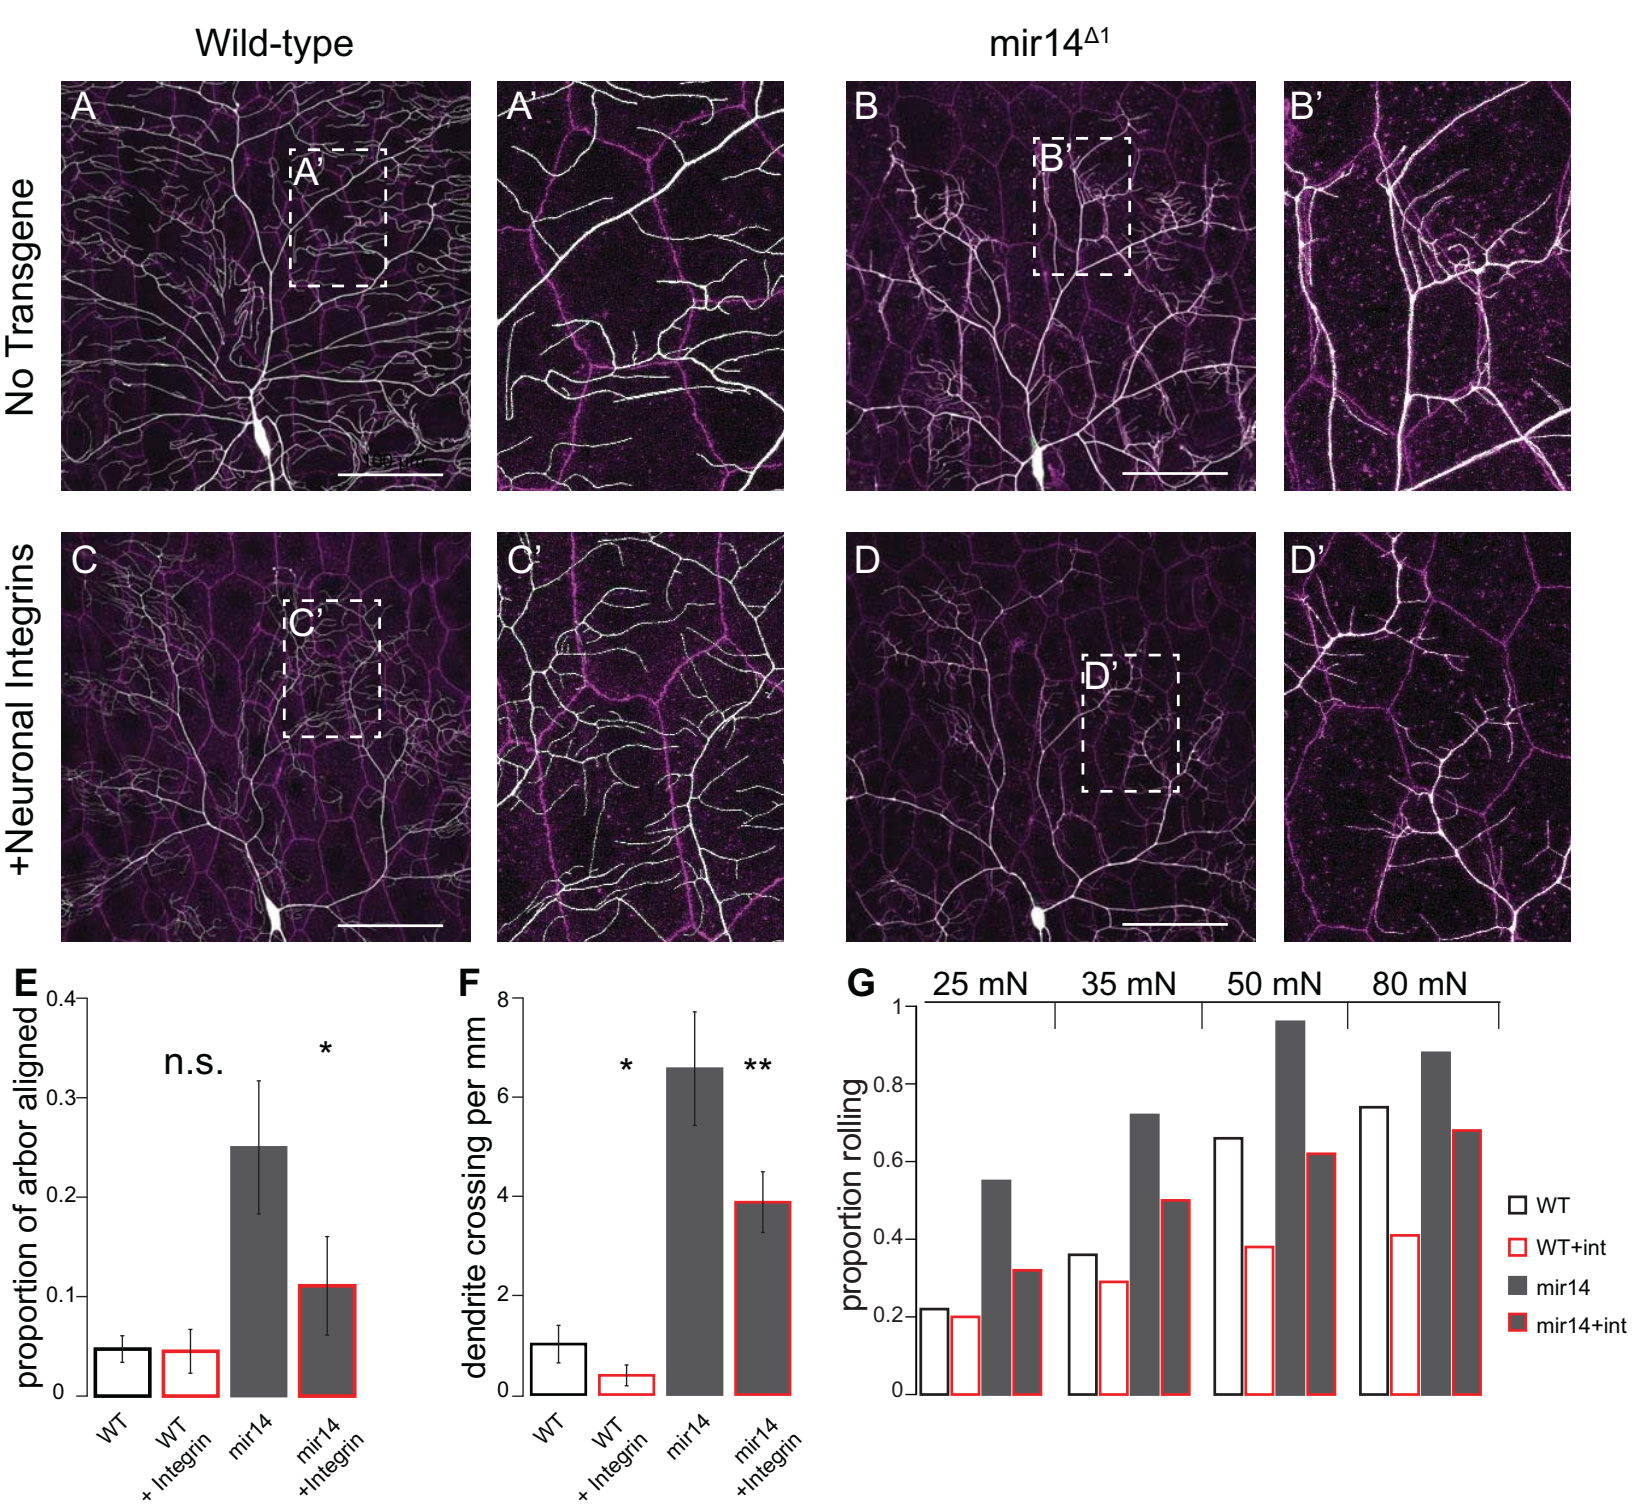 Wild-type
mir14Δ1
No Transgene
A
A'
A'
B
B'
B'
100 µm
+Neuronal Integrins
C
C'
C'
D
D'
D'
E
proportion of arbor aligned
0.4
0.3
0.2
0.1
0
n.s.
*
WT
WT
+ Integrin
mir14
mir14
+Integrin
F
dendrite crossing per mm
8
6
4
2
0
*
**
WT
WT
+ Integrin
mir14
mir14
+Integrin
G
25 mN
35 mN
50 mN
80 mN
proportion rolling
1
0.8
0.6
0.4
0.2
0
WT
WT+int
mir14
mir14+int